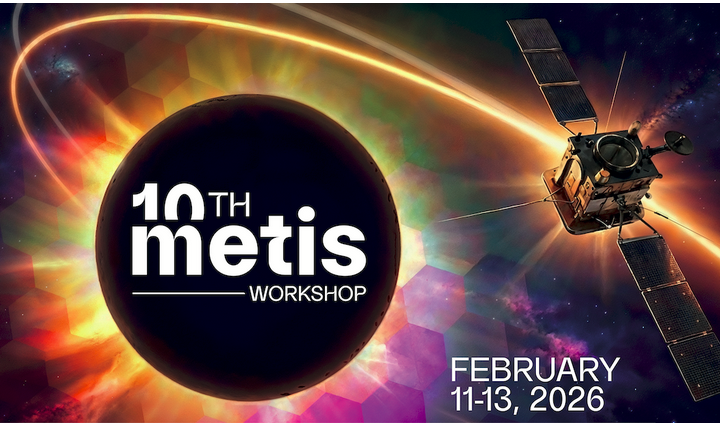 10TH
metis
WORKSHOP
FEBRUARY
11-13, 2026